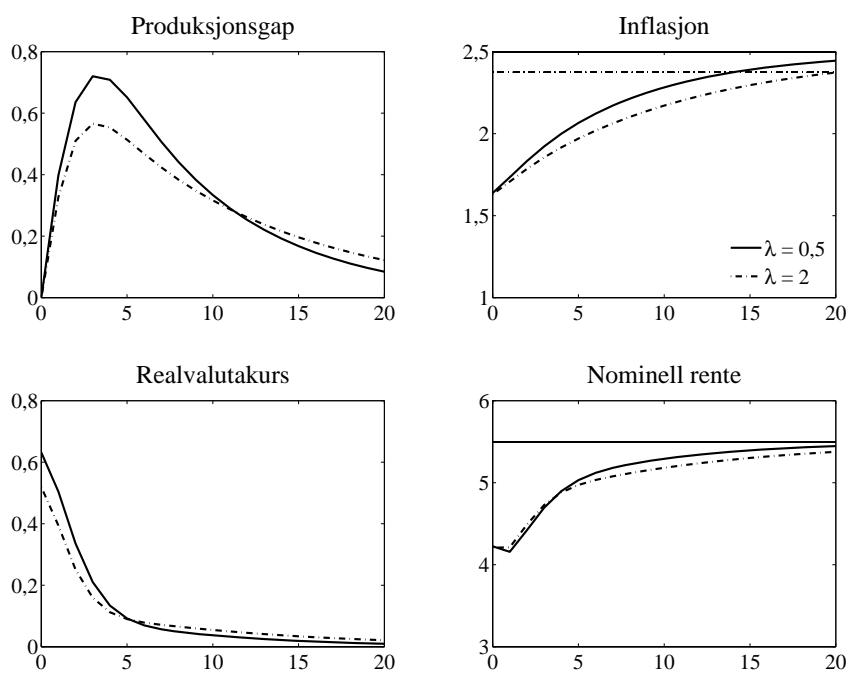 Produksjonsgap
0,8
0,6
0,4
0,2
0
0 5 10 15 20
Inflasjon
2,5
2
1,5
1
λ = 0,5
λ = 2
0 5 10 15 20
Realvalutakurs
0,8
0,6
0,4
0,2
0
0 5 10 15 20
Nominell rente
6
5
4
3
0 5 10 15 20